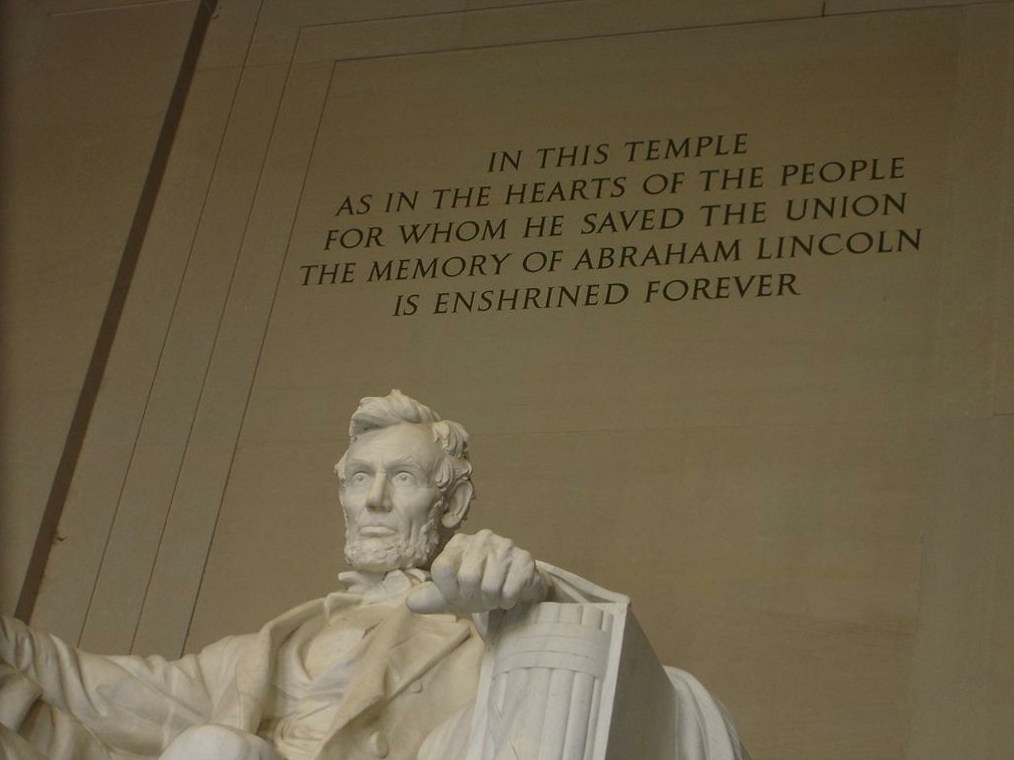 IN THIS TEMPLE
AS IN THE HEARTS OF THE PEOPLE
FOR WHOM HE SAVED THE UNION
THE MEMORY OF ABRAHAM LINCOLN
IS ENSHRINED FOREVER